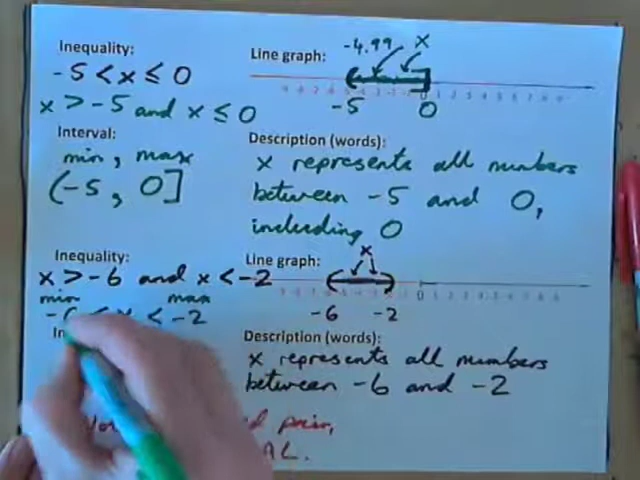 Inequality:
-5 < x ≤ 0
x > -5 and x ≤ 0
Line graph:
-4.99 x
-5 0
Interval:
min, max
(-5, 0]
Description (words):
x represents all numbers
between -5 and 0,
including 0
Inequality:
x > -6 and x < -2
min max
-6 < x < -2
Line graph:
x
-6 -2
Description (words):
x represents all numbers
between -6 and -2
pair,